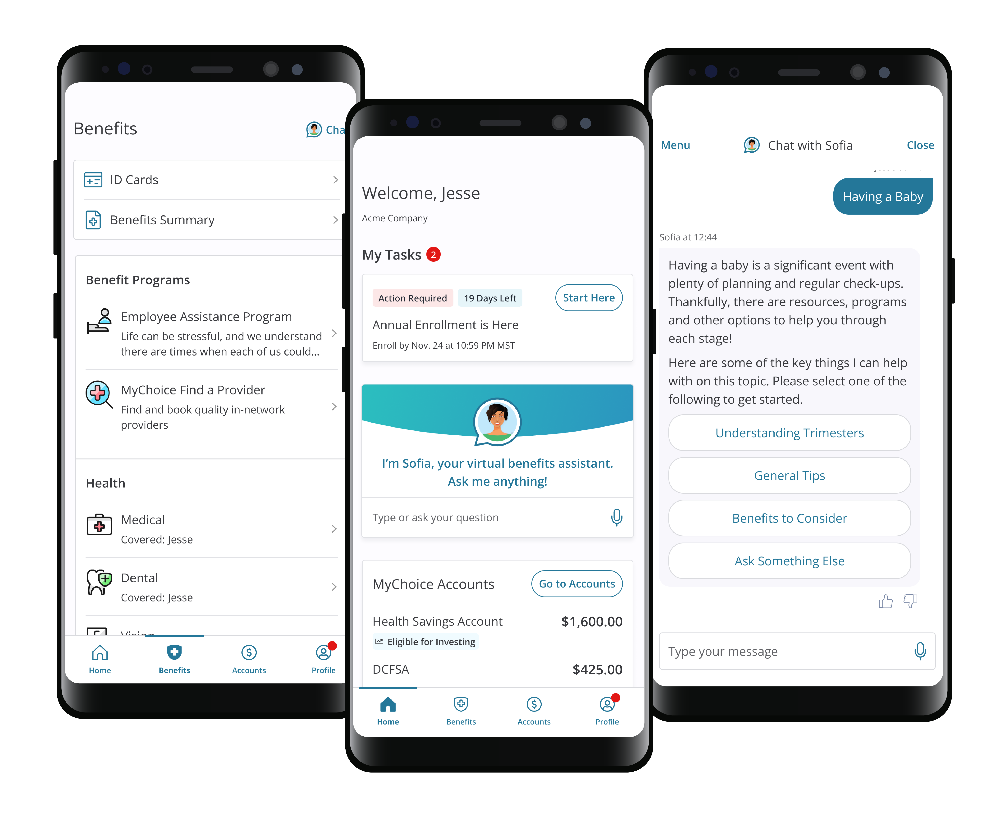 Benefits
ID Cards
Benefits Summary
Benefit Programs
Employee Assistance Program
Life can be stressful, and we understand
there are times when each of us could...
MyChoice Find a Provider
Find and book quality in-network
providers
Health
Medical
Covered: Jesse
Dental
Covered: Jesse
Vision
Home
Benefits
Accounts
Profile
Welcome, Jesse
Acme Company
My Tasks 2
Action Required
19 Days Left
Start Here
Annual Enrollment is Here
Enroll by Nov. 24 at 10:59 PM MST
I'm Sofia, your virtual benefits assistant.
Ask me anything!
Type or ask your question
MyChoice Accounts
Go to Accounts
Health Savings Account
$1,600.00
Eligible for Investing
DCFSA
$425.00
Home
Benefits
Accounts
Profile
Menu
Chat with Sofia
Close
Having a Baby
Sofia at 12:44
Having a baby is a significant event with
plenty of planning and regular check-ups.
Thankfully, there are resources, programs
and other options to help you through
each stage!
Here are some of the key things I can help
with on this topic. Please select one of the
following to get started.
Understanding Trimesters
General Tips
Benefits to Consider
Ask Something Else
Type your message